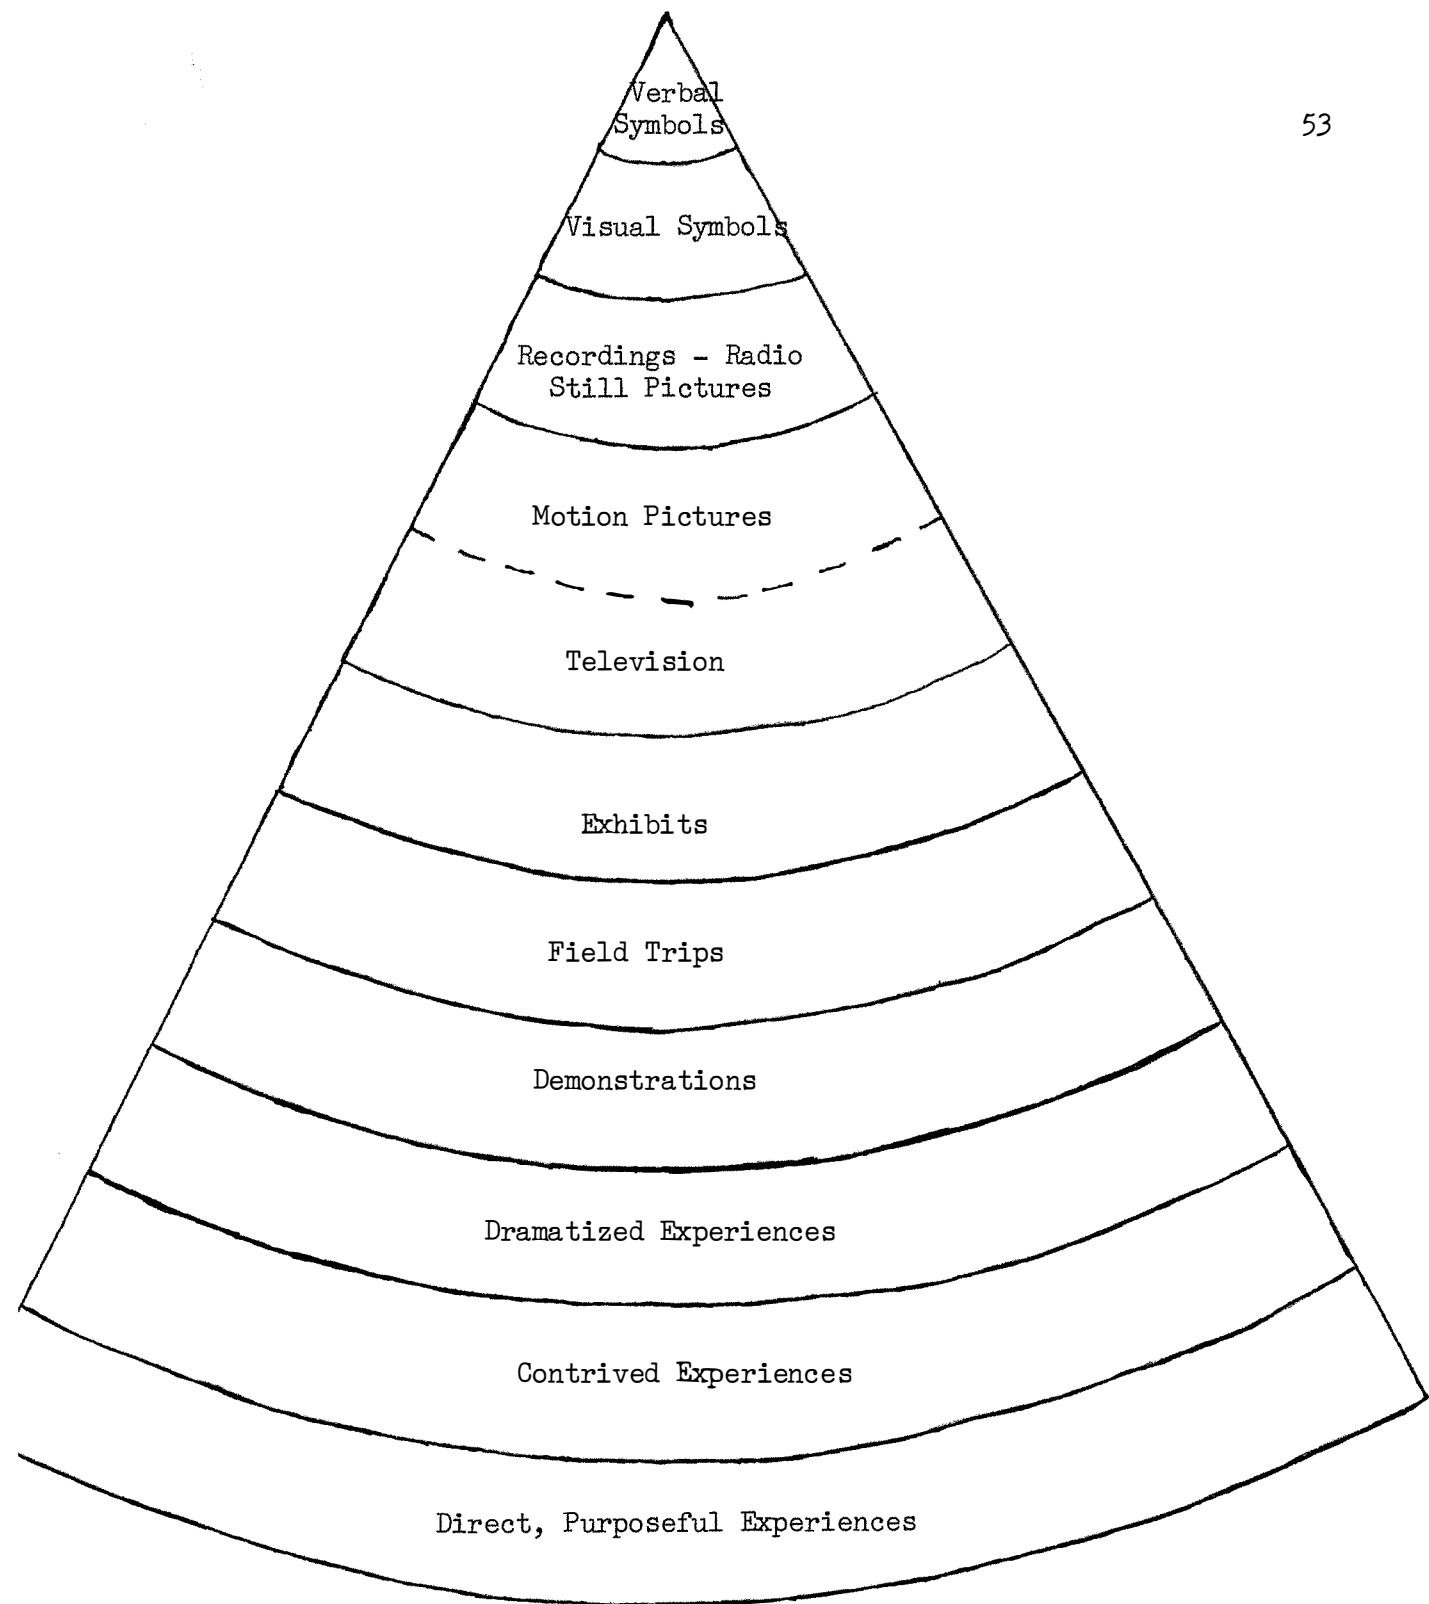 53
Verbal
Symbols
Visual Symbols
Recordings - Radio
Still Pictures
Motion Pictures
Television
Exhibits
Field Trips
Demonstrations
Dramatized Experiences
Contrived Experiences
Direct, Purposeful Experiences